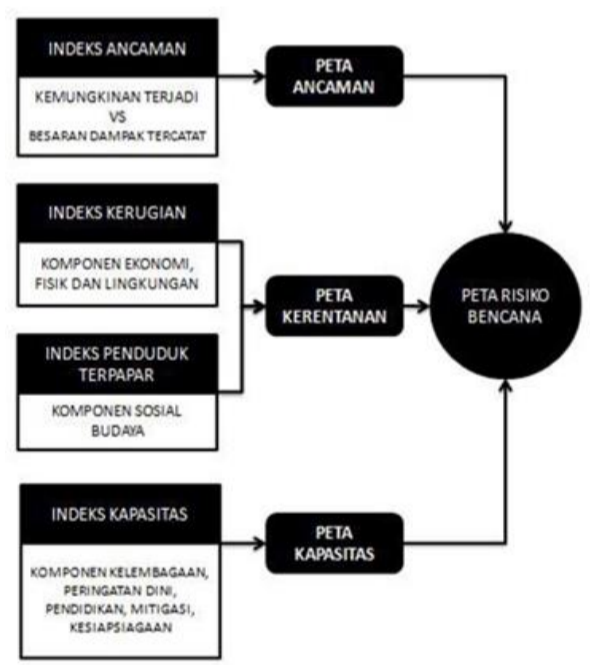 INDEKS ANCAMAN
KEMUNGKINAN TERJADI
VS
BESARAN DAMPAK TERCATAT
PETA
ANCAMAN
INDEKS KERUGIAN
KOMPONEN EKONOMI,
FISIK DAN LINGKUNGAN
PETA
KERENTANAN
PETA RISIKO
BENCANA
INDEKS PENDUDUK
TERPAPAR
KOMPONEN SOSIAL
BUDAYA
INDEKS KAPASITAS
KOMPONEN KELEMBAGAAN,
PERINGATAN DINI,
PENDIDIKAN, MITIGASI,
KESIAPSIAGAAN
PETA
KAPASITAS